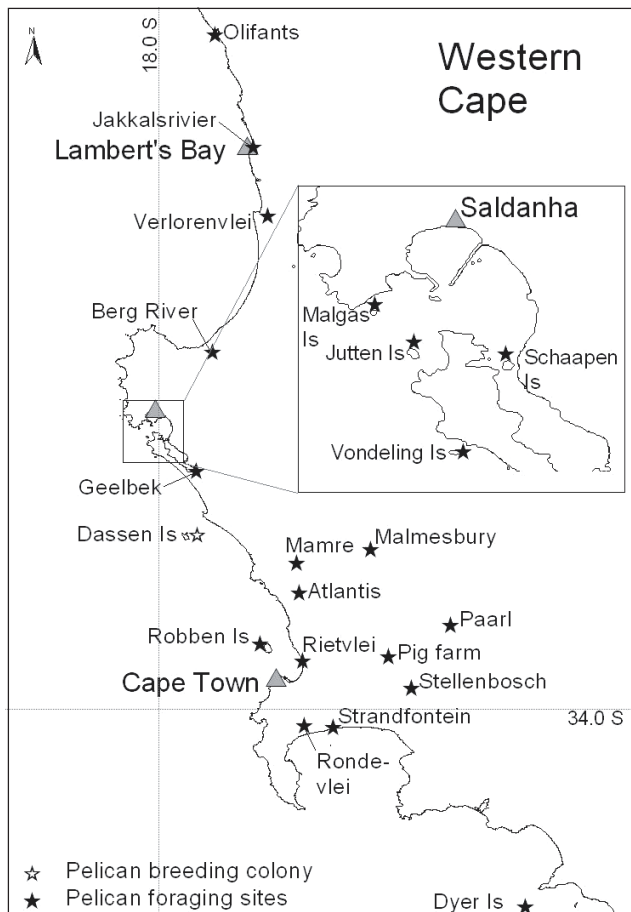 N
18.0 S
Olifants
Western
Cape
Jakkalsrivier
Lambert's Bay
Verlorenvlei
Saldanha
Berg River
Malgas
Is
Jutten Is
Schaapen
Is
Vondeling Is
Geelbek
Dassen Is
Mamre
Malmesbury
Atlantis
Paarl
Robben Is
Rietvlei
Pig farm
Cape Town
Stellenbosch
Strandfontein
34.0 S
Ronde-
vlei
Pelican breeding colony
Pelican foraging sites
Dyer Is